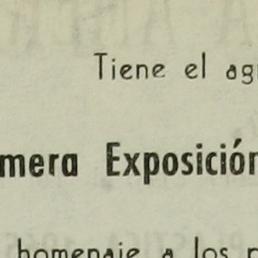 Tiene el ag
mera Exposición
homenaje a los